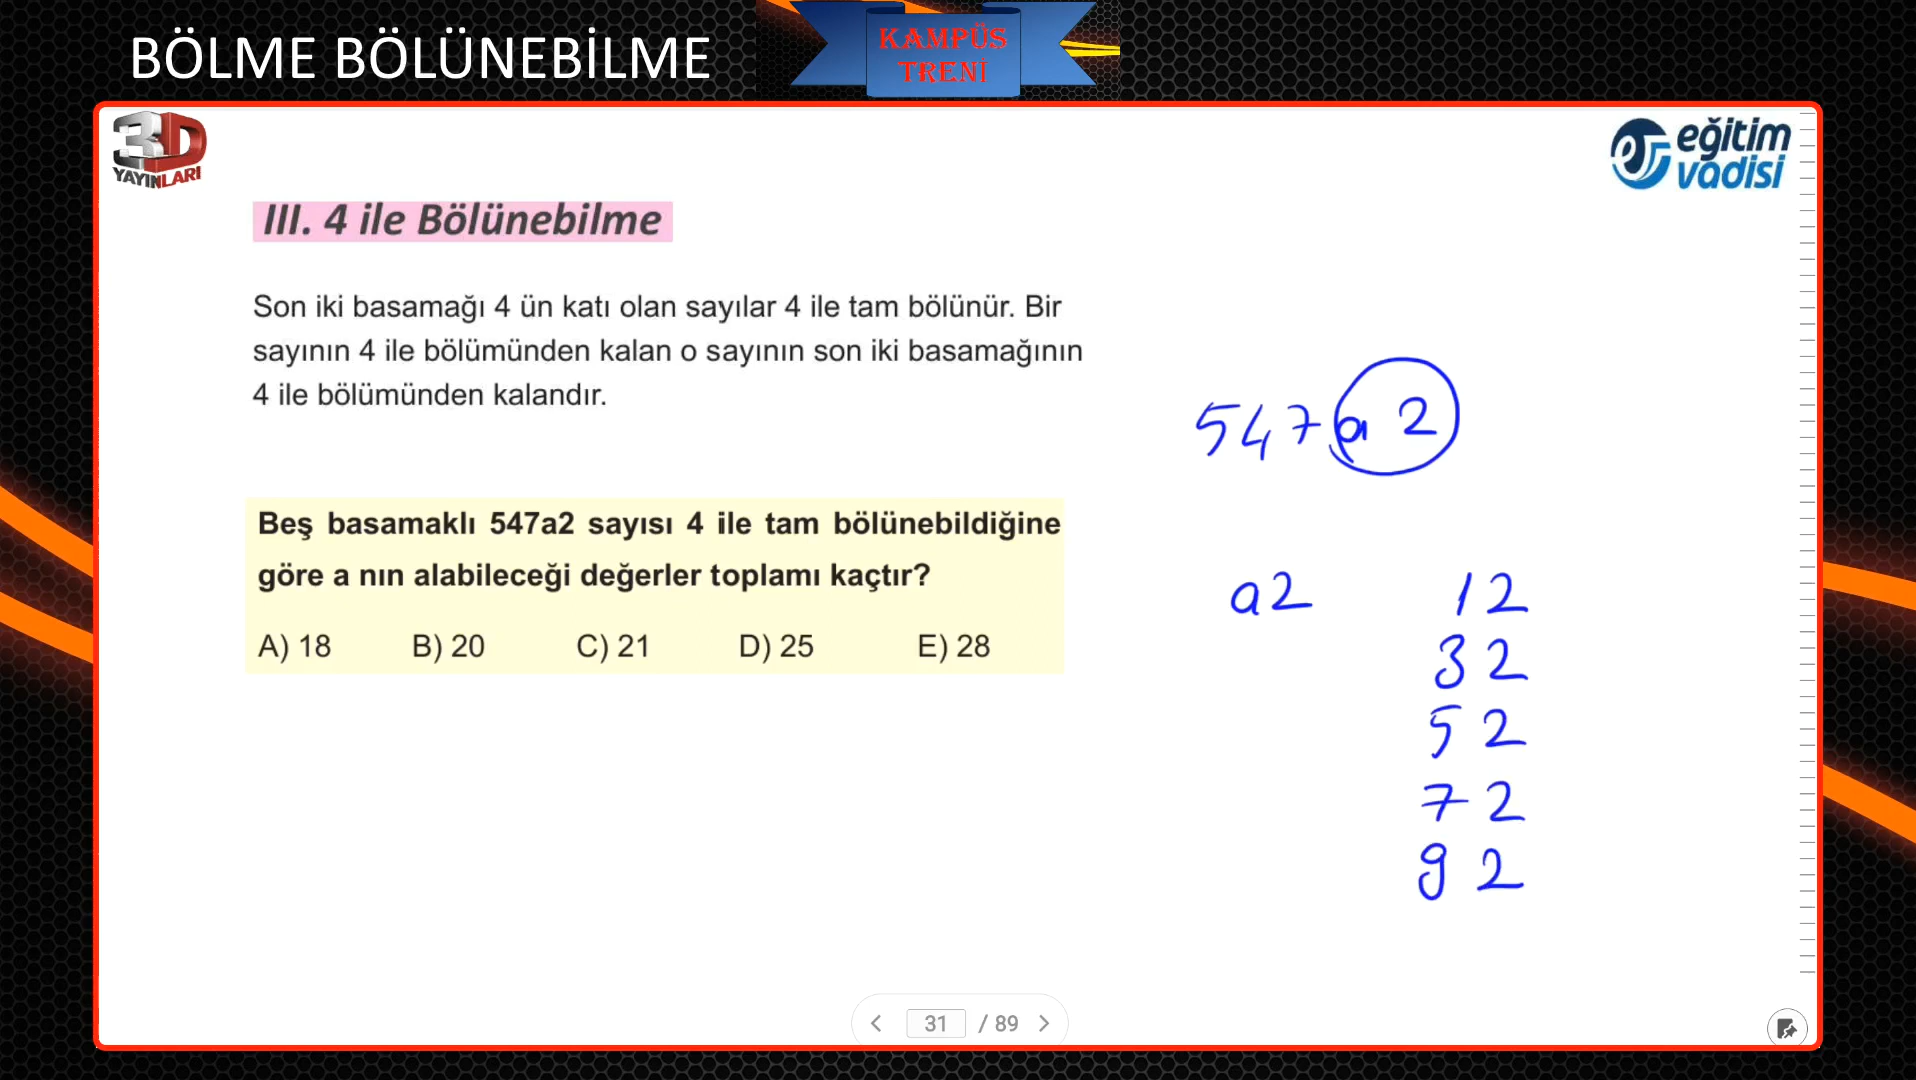 BÖLME BÖLÜNEBİLME
KAMPÜS
TRENİ
3D
YAYINLARI
eğitim
vadisi
III. 4 ile Bölünebilme
Son iki basamağı 4 ün katı olan sayılar 4 ile tam bölünür. Bir
sayının 4 ile bölümünden kalan o sayının son iki basamağının
4 ile bölümünden kalandır.
547a2
Beş basamaklı 547a2 sayısı 4 ile tam bölünebildiğine
göre a nın alabileceği değerler toplamı kaçtır?
A) 18 B) 20 C) 21 D) 25 E) 28
a2 12
32
52
72
92
31 / 89